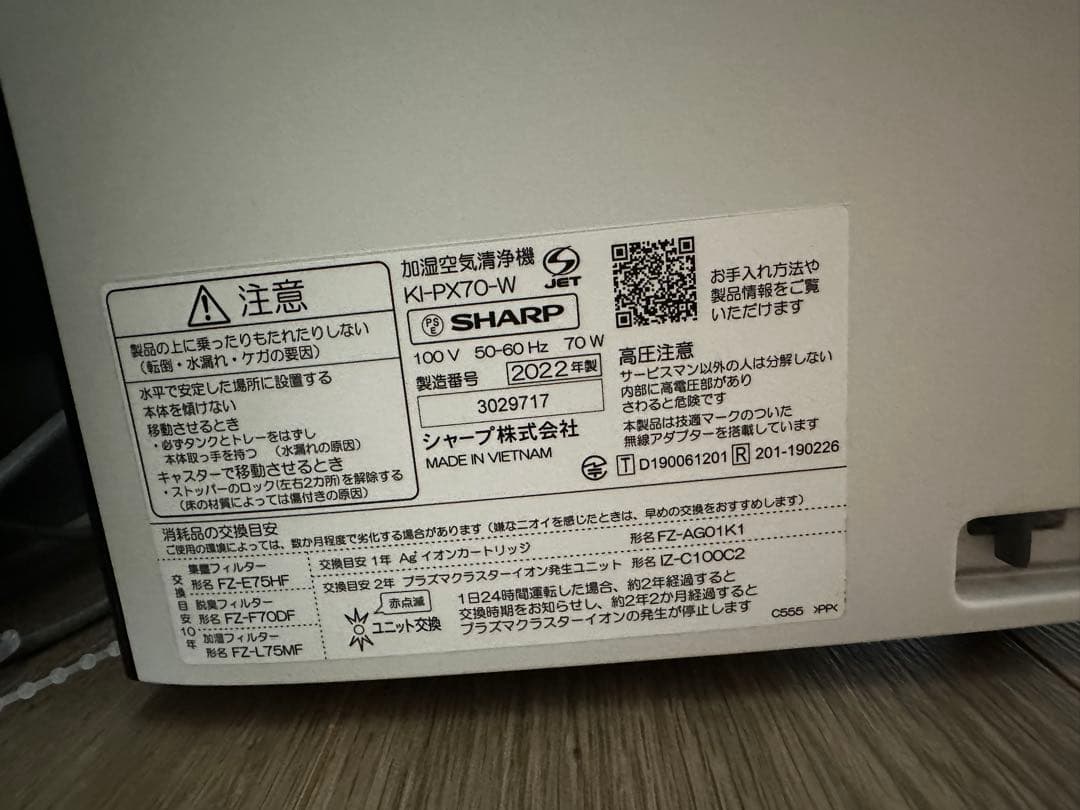 注意
製品の上に乗ったりもたれたりしない
(転倒・水漏れ・ケガの要因)
水平で安定した場所に設置する
本体を傾けない
移動させるとき
・必ずタンクとトレーをはずし
本体取っ手を持つ (水漏れの原因)
キャスターで移動させるとき
・ストッパーのロック(左右2カ所)を解除する
(床の材質によっては傷付きの原因)
加湿空気清浄機
KI-PX70-W
JET
PS
E
SHARP
100 V 50-60 Hz 70 W
製造番号 2022年製
3029717
シャープ株式会社
MADE IN VIETNAM
お手入れ方法や
製品情報をご覧
いただけます
高圧注意
サービスマン以外の人は分解しない
内部に高電圧部があり
さわると危険です
本製品は技適マークのついた
無線アダプターを搭載しています
T D190061201 R 201-190226
消耗品の交換目安
ご使用の環境によっては、数か月程度で劣化する場合があります(嫌なニオイを感じたときは、早めの交換をおすすめします)
交換目安10年
集塵フィルター
形名 FZ-E75HF
脱臭フィルター
形名 FZ-F70DF
加湿フィルター
形名 FZ-L75MF
交換目安 1年 Agイオンカートリッジ 形名 FZ-AG01K1
交換目安 2年 プラズマクラスターイオン発生ユニット 形名 IZ-C100C2
赤点滅
ユニット交換
1日24時間運転した場合、約2年経過すると
交換時期をお知らせし、約2年2か月経過すると
プラズマクラスターイオンの発生が停止します
C555 >PP<